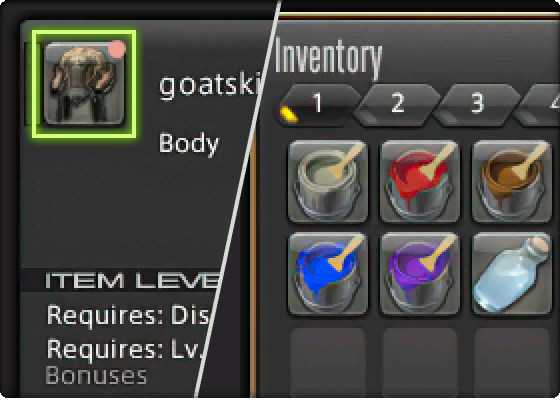 goatski
Body
ITEM LEVE
Requires: Dis
Requires: Lv.
Bonuses
Inventory
1 2 3 4